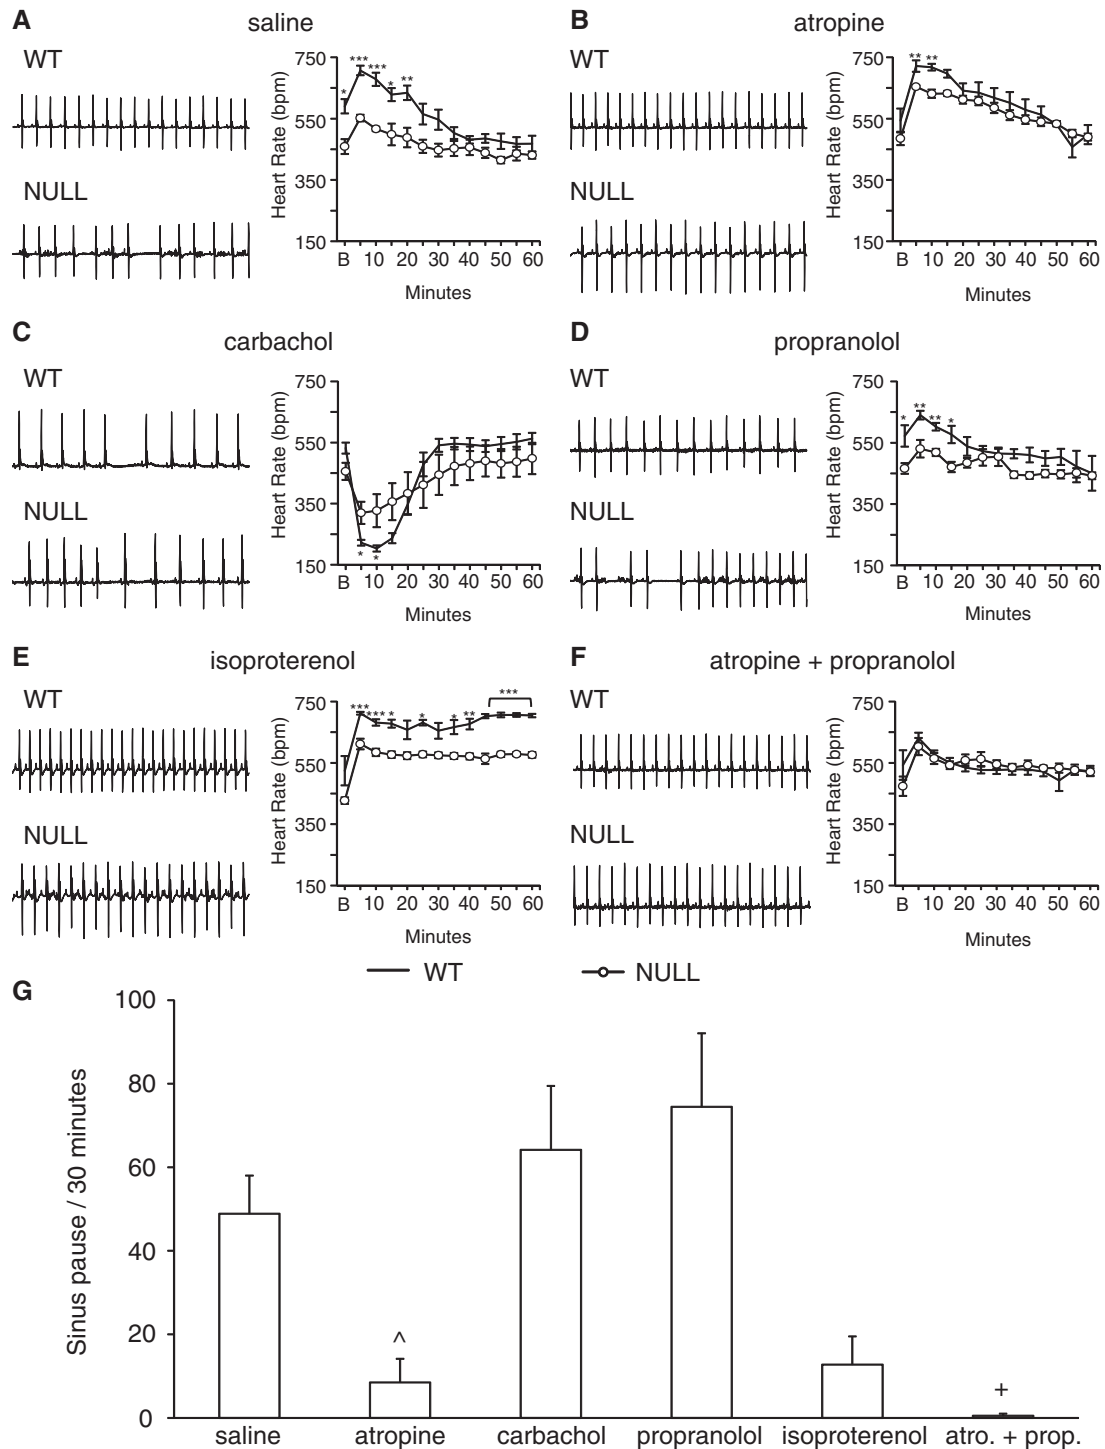 A saline
WT
NULL
*
***
***
*
**
Heart Rate (bpm)
750
550
350
150
B 10 20 30 40 50 60
Minutes
B atropine
WT
NULL
** **
Heart Rate (bpm)
750
550
350
150
B 10 20 30 40 50 60
Minutes
C carbachol
WT
NULL
Heart Rate (bpm)
750
550
350
150
* *
B 10 20 30 40 50 60
Minutes
D propranolol
WT
NULL
*
**
**
*
Heart Rate (bpm)
750
550
350
150
B 10 20 30 40 50 60
Minutes
E isoproterenol
WT
NULL
*** *** * * * ** ***
Heart Rate (bpm)
750
550
350
150
B 10 20 30 40 50 60
Minutes
F atropine + propranolol
WT
NULL
Heart Rate (bpm)
750
550
350
150
B 10 20 30 40 50 60
Minutes
WT NULL
G
Sinus pause / 30 minutes
100
80
60
40
20
0
^
+
saline atropine carbachol propranolol isoproterenol atro. + prop.